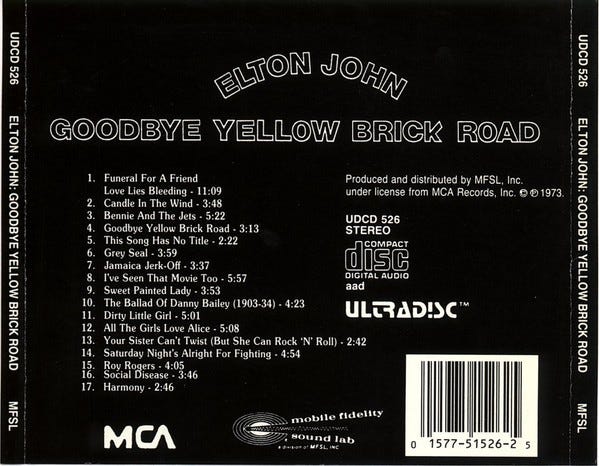 UDCD 526
ELTON JOHN: GOODBYE YELLOW BRICK ROAD
MFSL
ELTON JOHN
GOODBYE YELLOW BRICK ROAD
1. Funeral For A Friend
Love Lies Bleeding - 11:09
2. Candle In The Wind - 3:48
3. Bennie And The Jets - 5:22
4. Goodbye Yellow Brick Road - 3:13
5. This Song Has No Title - 2:22
6. Grey Seal - 3:59
7. Jamaica Jerk-Off - 3:37
8. I've Seen That Movie Too - 5:57
9. Sweet Painted Lady - 3:53
10. The Ballad Of Danny Bailey (1903-34) - 4:23
11. Dirty Little Girl - 5:01
12. All The Girls Love Alice - 5:08
13. Your Sister Can't Twist (But She Can Rock 'N' Roll) - 2:42
14. Saturday Night's Alright For Fighting - 4:54
15. Roy Rogers - 4:05
16. Social Disease - 3:46
17. Harmony - 2:46
Produced and distributed by MFSL, Inc.
under license from MCA Records, Inc. © ℗ 1973.
UDCD 526
STEREO
COMPACT
disc
DIGITAL AUDIO
aad
ULTRADISC™
MCA
mobile fidelity
sound lab
a division of MFSL, INC
0 1577-51526-2 5
UDCD 526
ELTON JOHN: GOODBYE YELLOW BRICK ROAD
MFSL